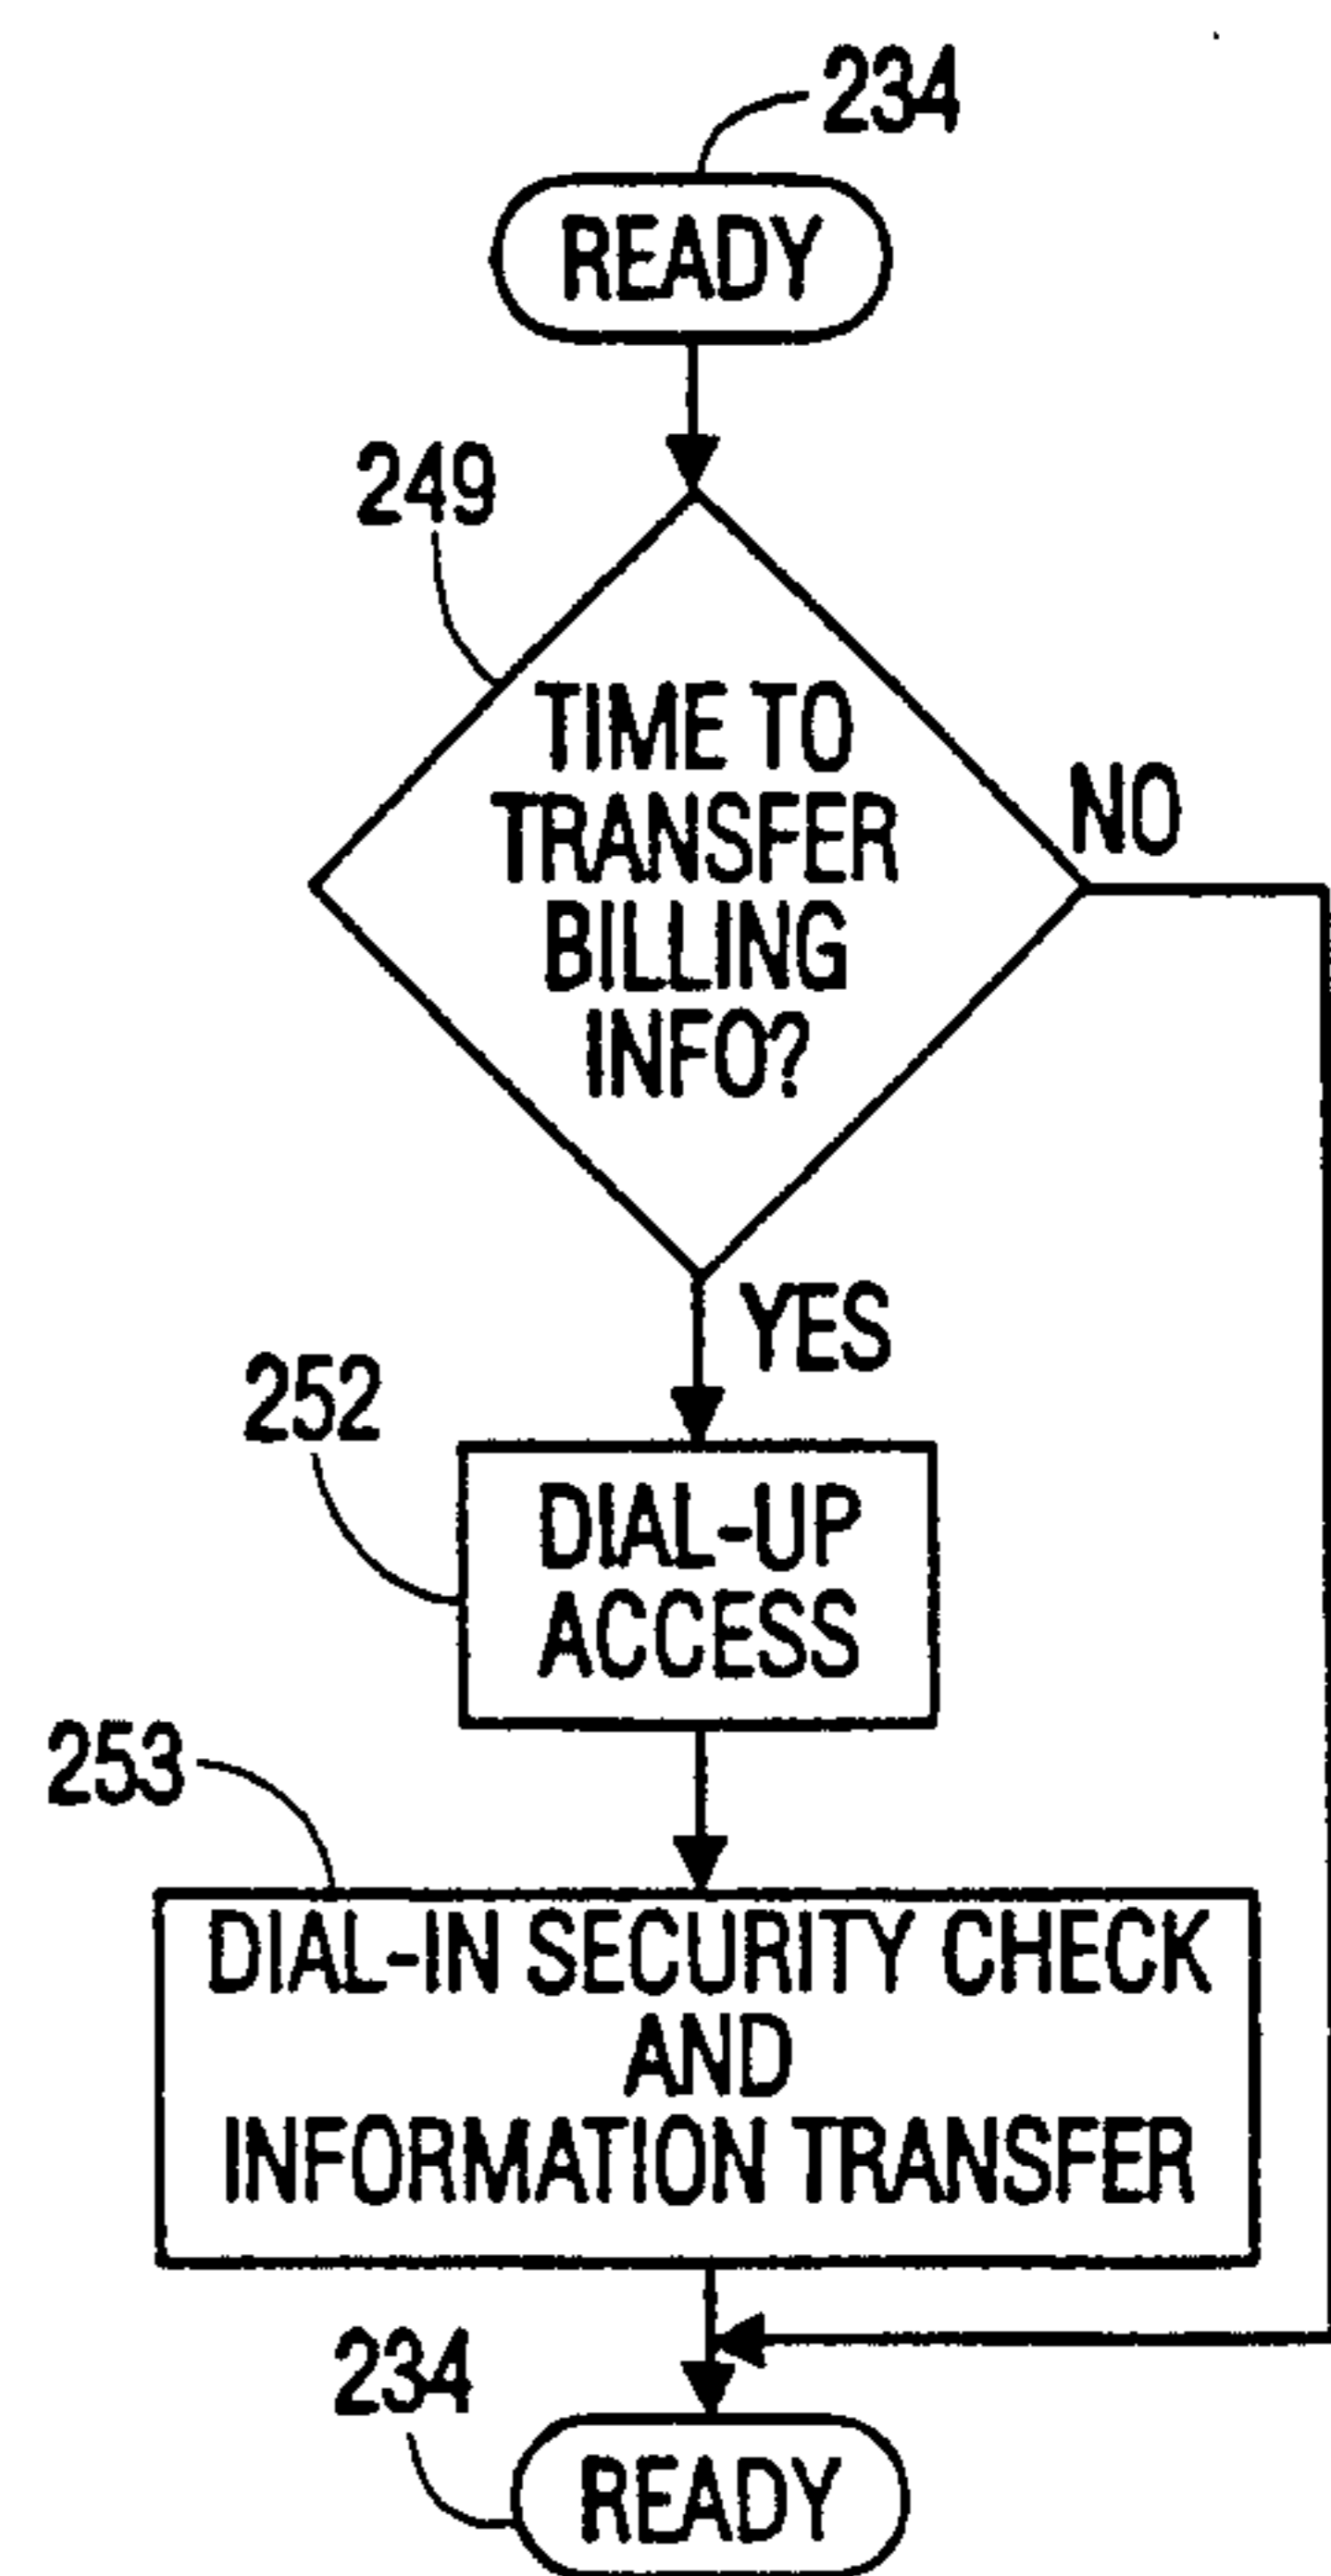 234
READY
249
TIME TO
TRANSFER
BILLING
INFO?
NO
YES
252
DIAL-UP
ACCESS
253
DIAL-IN SECURITY CHECK
AND
INFORMATION TRANSFER
234
READY